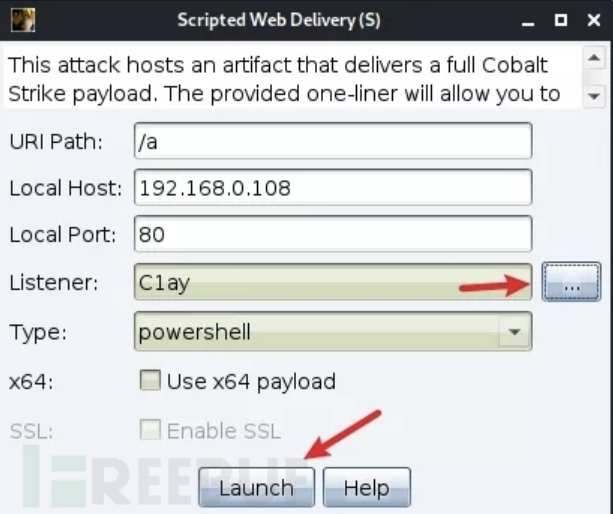 Scripted Web Delivery (S)
This attack hosts an artifact that delivers a full Cobalt
Strike payload. The provided one-liner will allow you to
URI Path: /a
Local Host: 192.168.0.108
Local Port: 80
Listener: C1ay ...
Type: powershell
x64: Use x64 payload
SSL: Enable SSL
Launch Help